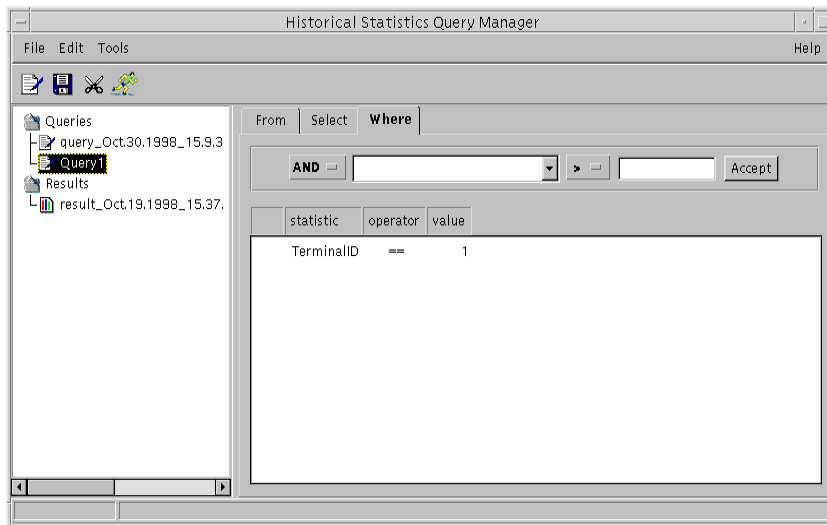 Historical Statistics Query Manager
File Edit Tools Help
Queries
query_Oct.30.1998_15.9.3
Query1
Results
result_Oct.19.1998_15.37.
From Select Where
AND > Accept
statistic operator value
TerminalID == 1